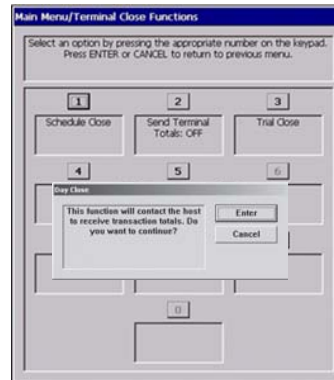 Main Menu/Terminal Close Functions
Select an option by pressing the appropriate number on the keypad.
Press ENTER or CANCEL to return to previous menu.
1 2 3
Schedule Close Send Terminal Totals: OFF Trial Close
4 5 6
Day Close
This function will contact the host
to receive transaction totals. Do
you want to continue?
Enter
Cancel
0